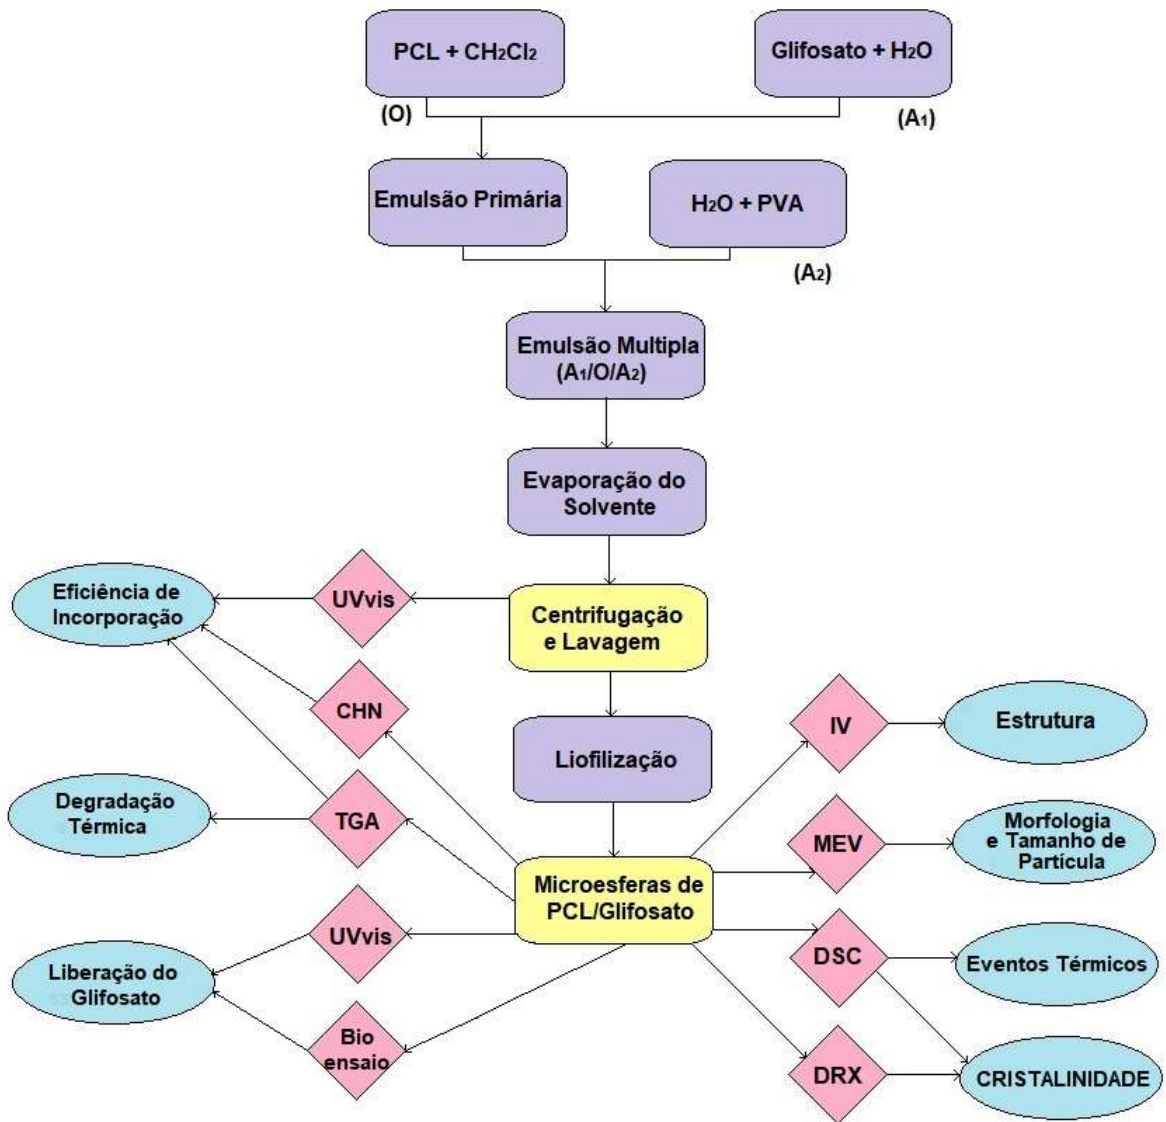 PCL + CH₂Cl₂
Glifosato + H₂O
(O)
(A₁)
Emulsão Primária
H₂O + PVA
(A₂)
Emulsão Multipla
(A₁/O/A₂)
Evaporação do
Solvente
Eficiência de
Incorporação
UVvis
Centrifugação
e Lavagem
CHN
IV
Estrutura
Liofilização
Degradação
Térmica
TGA
MEV
Morfologia
e Tamanho de
Partícula
Microesferas de
PCL/Glifosato
UVvis
DSC
Eventos Térmicos
Liberação do
Glifosato
Bio
ensaio
DRX
CRISTALINIDADE